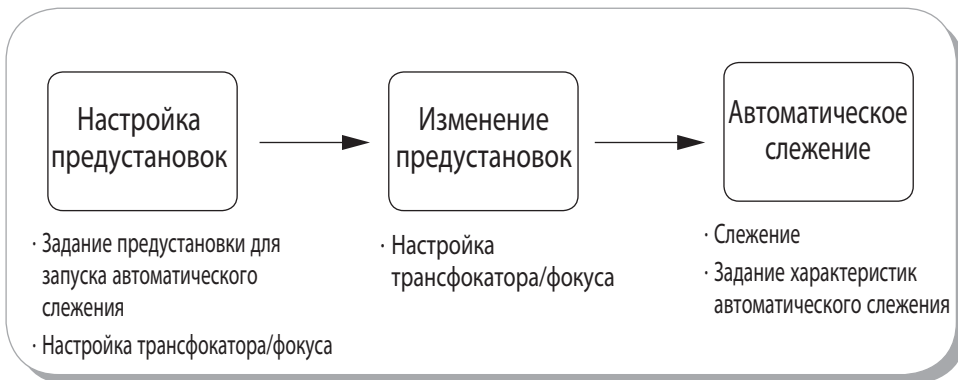 Настройка
предустановок
Изменение
предустановок
Автоматическое
слежение
· Задание предустановки для
запуска автоматического
слежения
· Настройка трансфокатора/фокуса
· Настройка
трансфокатора/фокуса
· Слежение
· Задание характеристик
автоматического слежения